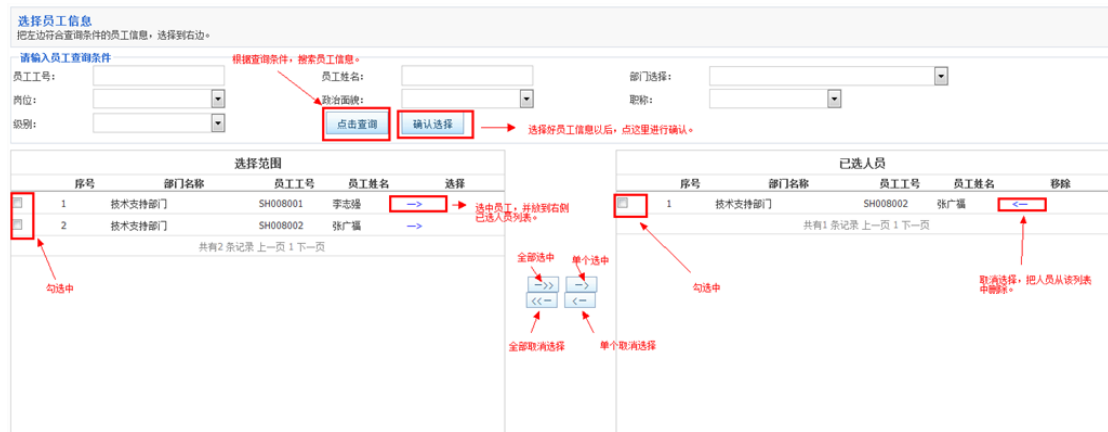 选择员工信息
把左边符合查询条件的员工信息，选择到右边。
请输入员工查询条件
根据查询条件，搜索员工信息。
员工工号：
员工姓名：
部门选择：
岗位：
政治面貌：
职称：
级别：
点击查询
确认选择
选择好员工信息以后，点这里进行确认。
选择范围
序号 部门名称 员工工号 员工姓名 选择
1 技术支持部门 SH008001 李志强 —>
2 技术支持部门 SH008002 张广福 —>
共有2 条记录 上一页 1 下一页
勾选中
选中员工，并放到右侧
已选人员列表。
全部选中
单个选中
—>>
—>
<<—
<—
全部取消选择
单个取消选择
已选人员
序号 部门名称 员工工号 员工姓名 移除
1 技术支持部门 SH008002 张广福 <—
共有1 条记录 上一页 1 下一页
勾选中
取消选择，把人员从该列表
中删除。